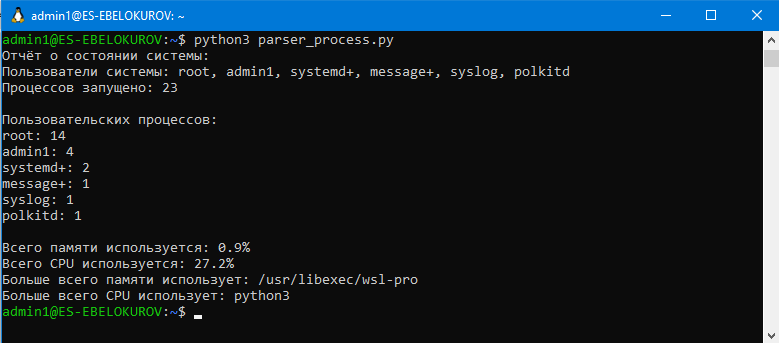 admin1@ES-EBELOKUROV: ~
admin1@ES-EBELOKUROV:~$ python3 parser_process.py
Отчёт о состоянии системы:
Пользователи системы: root, admin1, systemd+, message+, syslog, polkitd
Процессов запущено: 23
Пользовательских процессов:
root: 14
admin1: 4
systemd+: 2
message+: 1
syslog: 1
polkitd: 1
Всего памяти используется: 0.9%
Всего CPU используется: 27.2%
Больше всего памяти использует: /usr/libexec/wsl-pro
Больше всего CPU использует: python3
admin1@ES-EBELOKUROV:~$